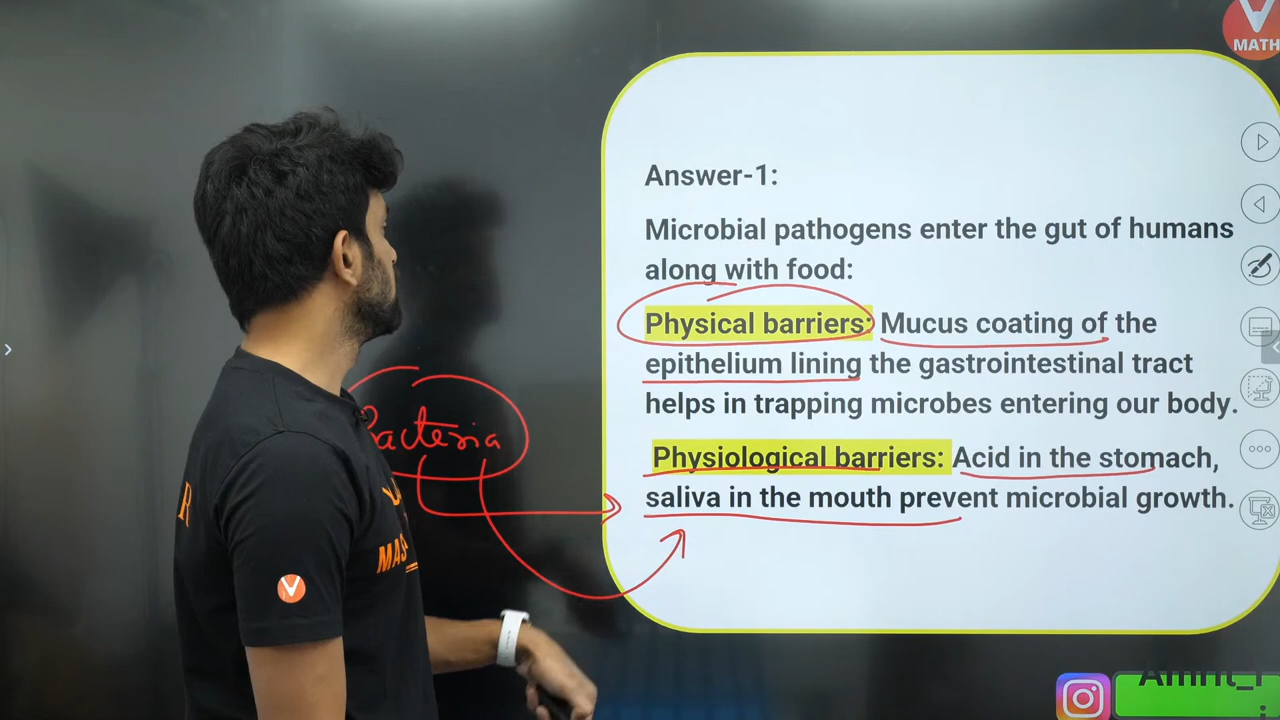 MATH
Answer-1:
Microbial pathogens enter the gut of humans
along with food:
Physical barriers: Mucus coating of the
epithelium lining the gastrointestinal tract
helps in trapping microbes entering our body.
Physiological barriers: Acid in the stomach,
saliva in the mouth prevent microbial growth.
Bacteria
R